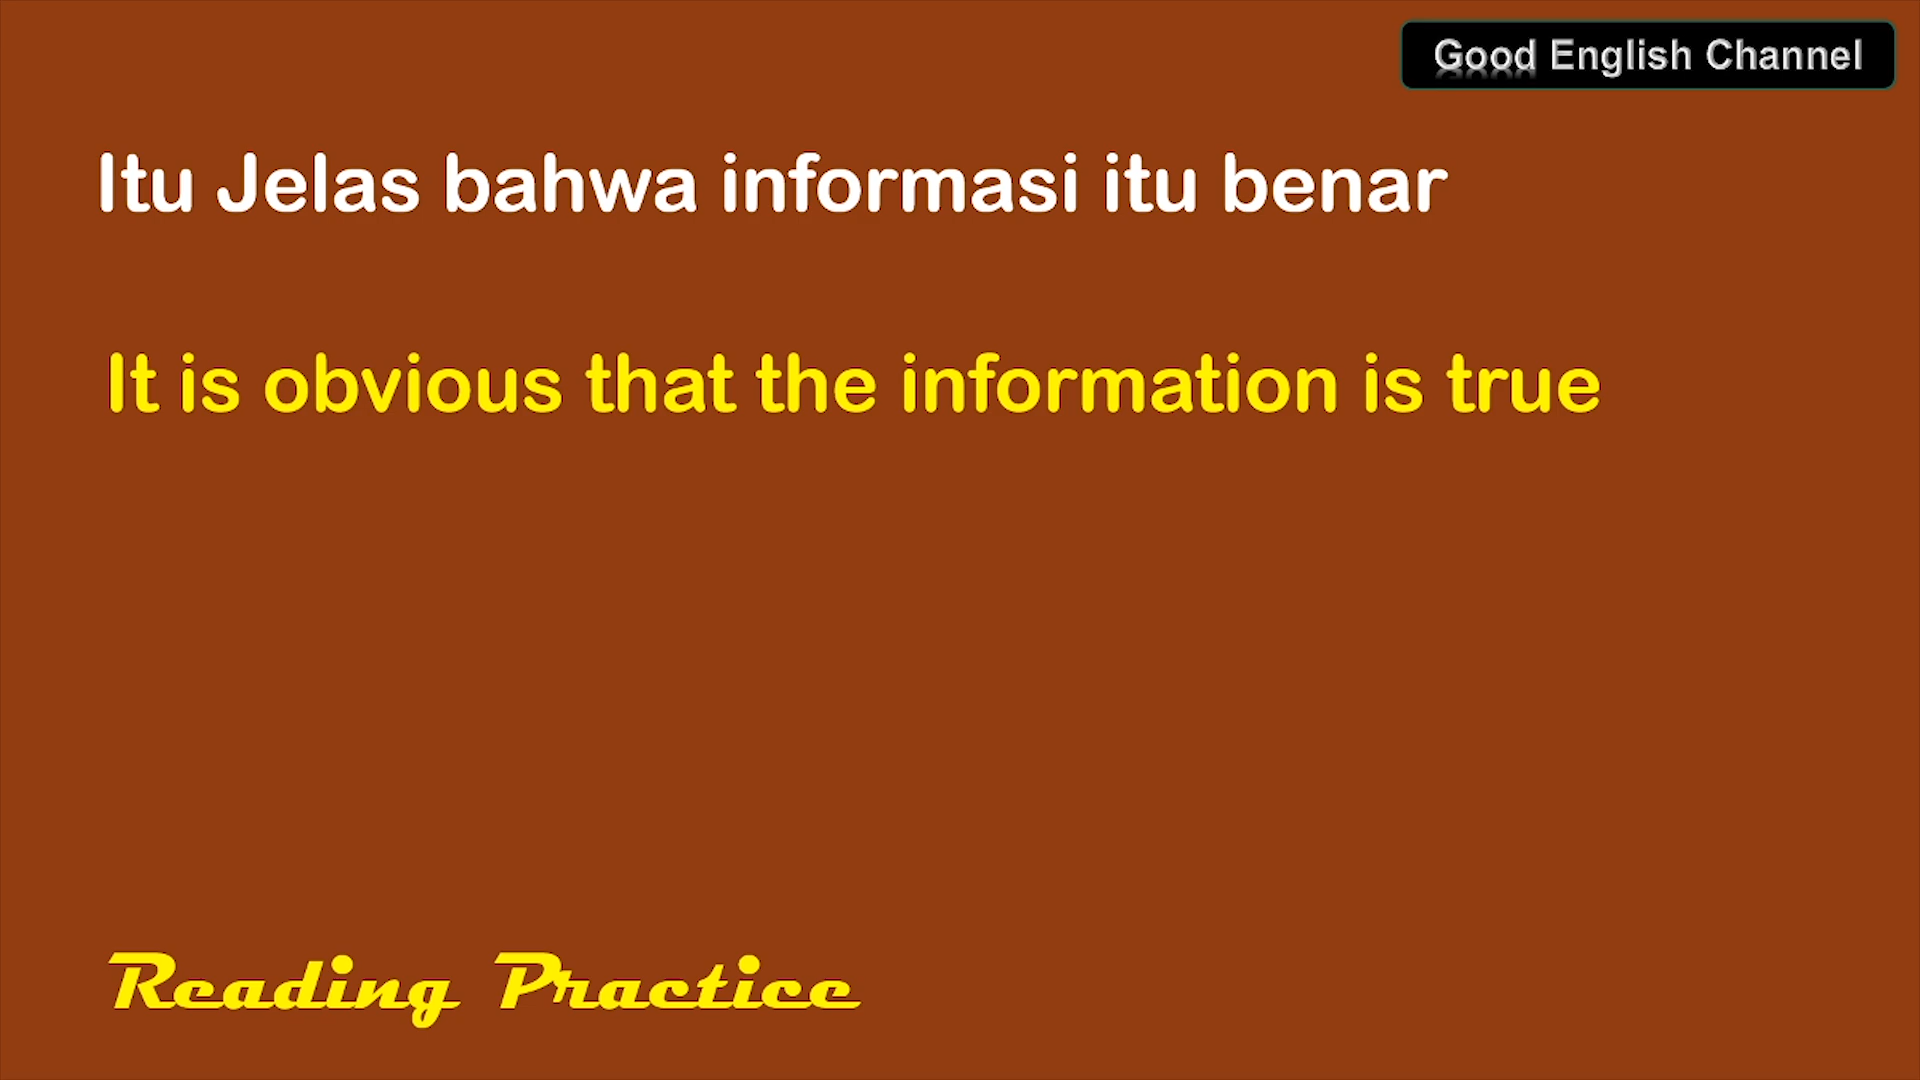 Good English Channel
Itu Jelas bahwa informasi itu benar
It is obvious that the information is true
Reading Practice